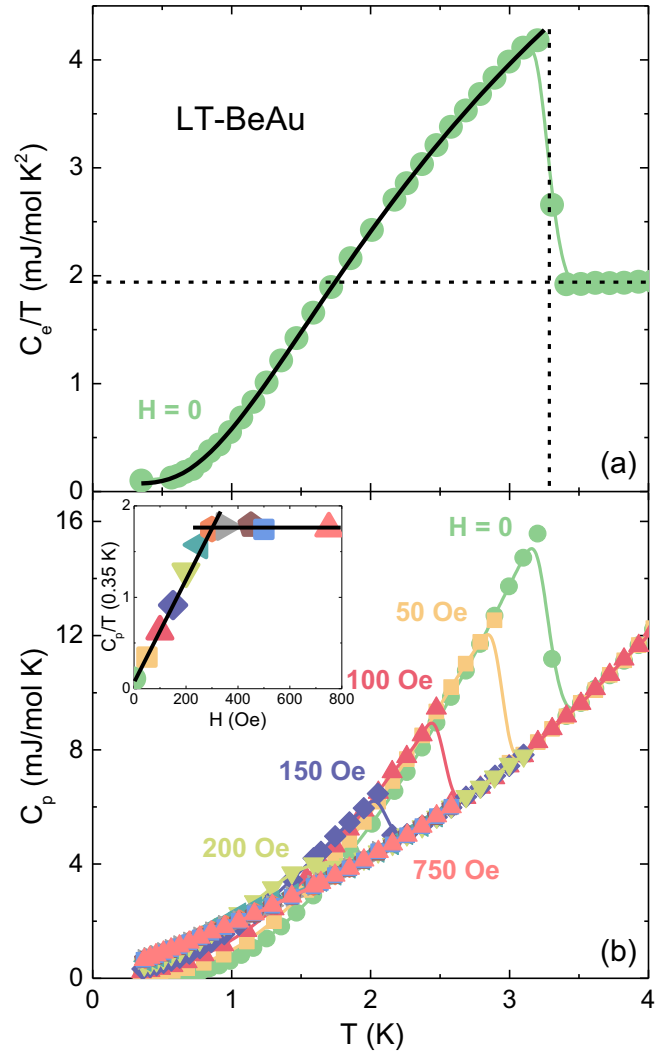 4
3
2
1
0
C_e/T (mJ/mol K²)
LT-BeAu
H = 0
(a)
16
12
8
4
0
C_p (mJ/mol K)
2
1
0
C_p/T (0.35 K)
0 200 400 600 800
H (Oe)
H = 0
50 Oe
100 Oe
150 Oe
200 Oe
750 Oe
(b)
0 1 2 3 4
T (K)